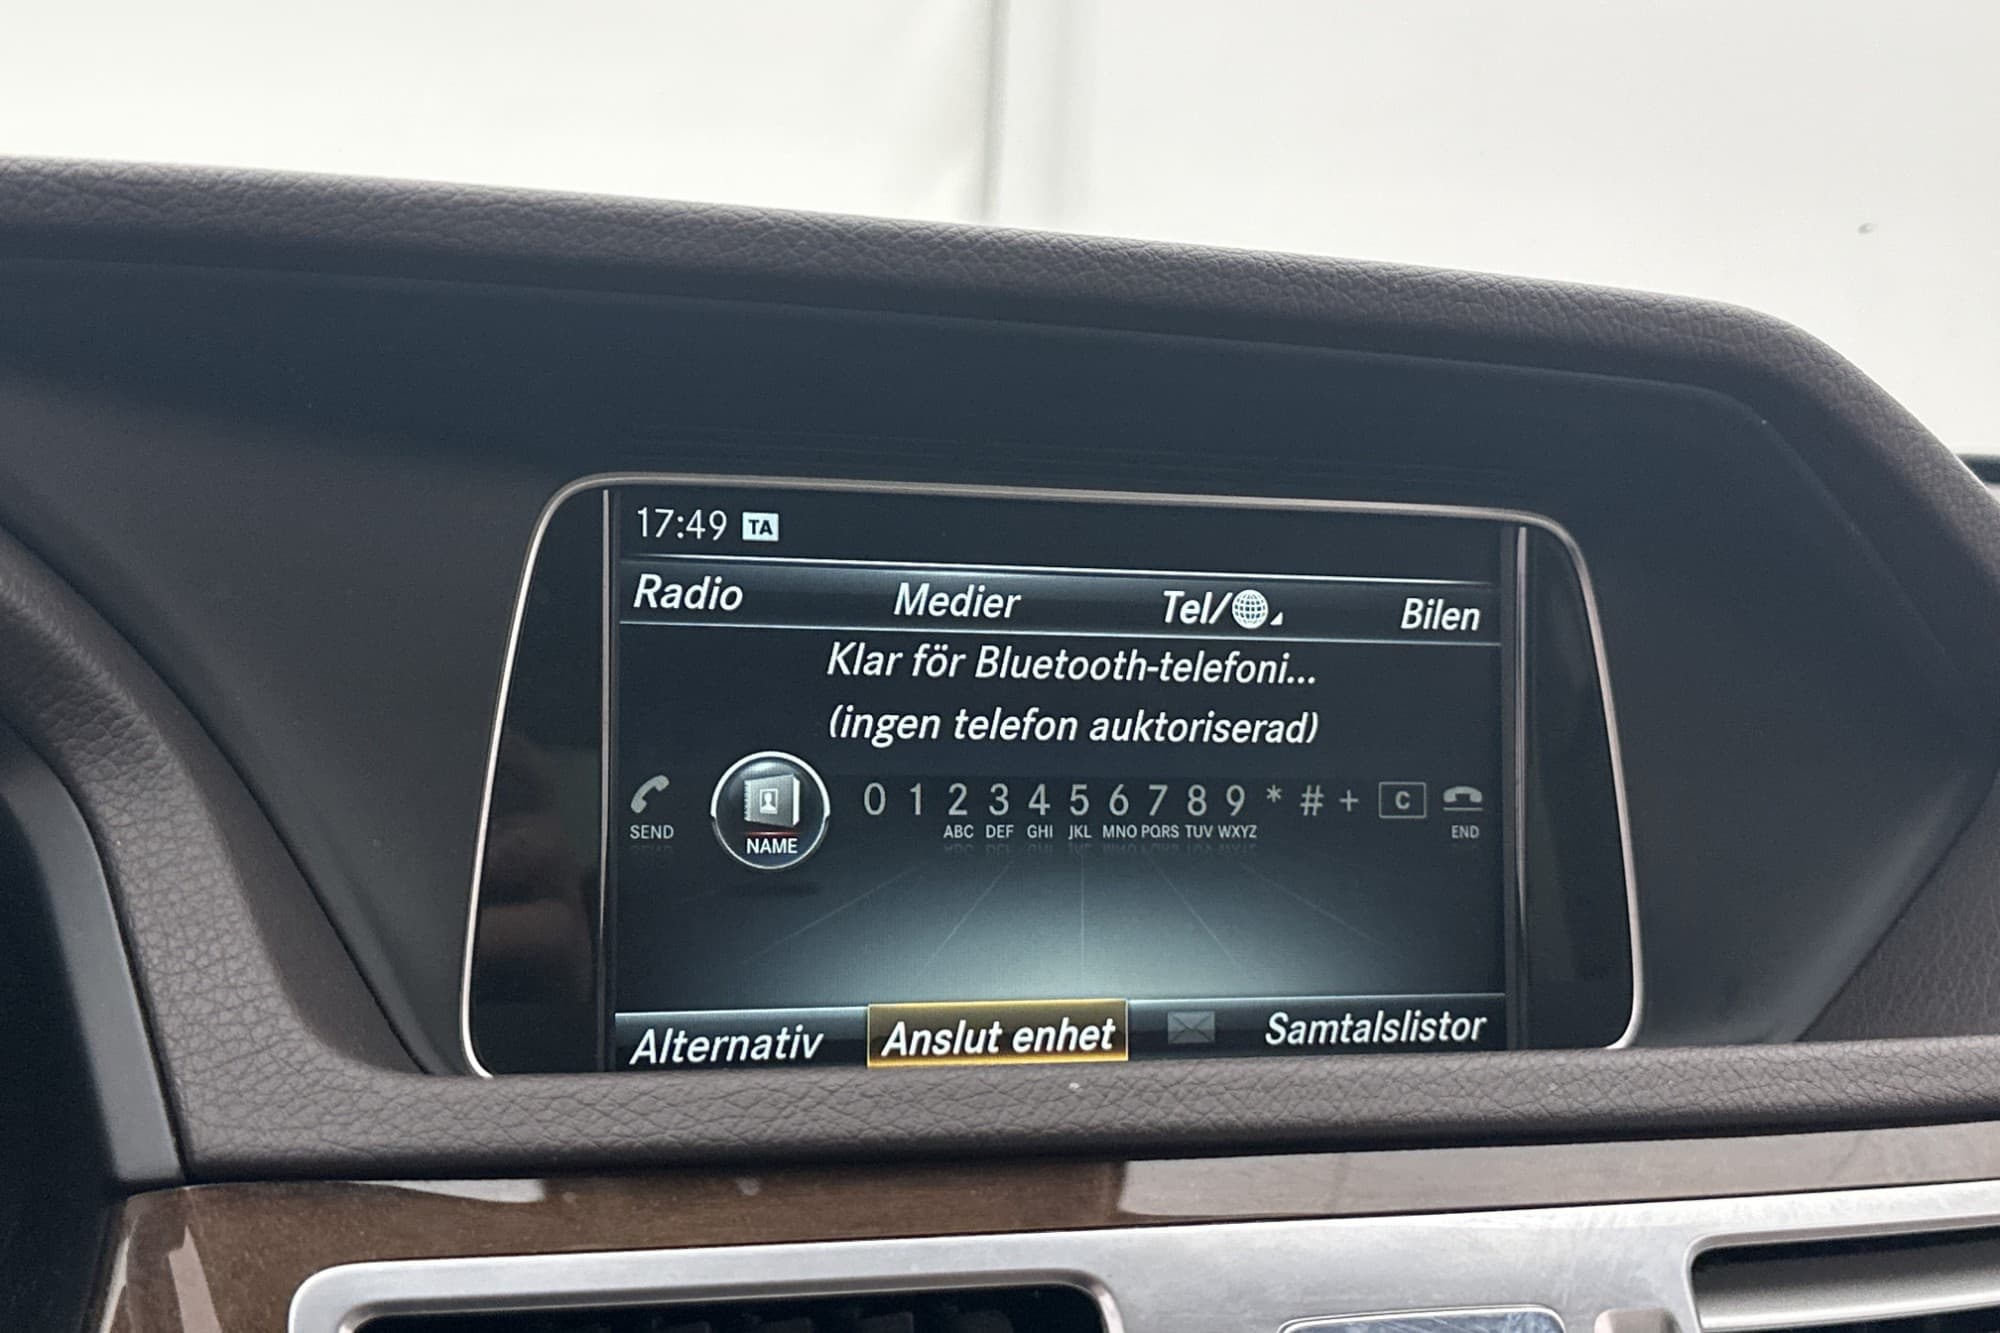 17:49 TA
Radio Medier Tel/ Bilen
Klar för Bluetooth-telefoni...
(ingen telefon auktoriserad)
0 1 2 3 4 5 6 7 8 9 * # + C
SEND NAME ABC DEF GHI JKL MNO PQRS TUV WXYZ END
Alternativ Anslut enhet Samtalslistor